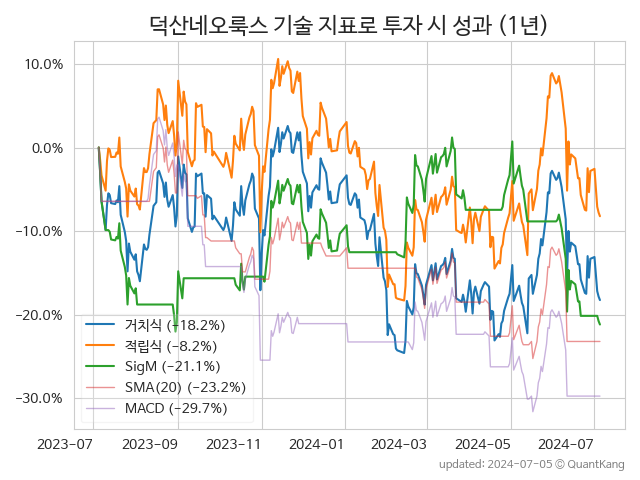 덕산네오룩스 기술 지표로 투자 시 성과 (1년)
10.0%
0.0%
−10.0%
−20.0%
−30.0%
거치식 (−18.2%)
적립식 (−8.2%)
SigM (−21.1%)
SMA(20) (−23.2%)
MACD (−29.7%)
2023-07 2023-09 2023-11 2024-01 2024-03 2024-05 2024-07
updated: 2024-07-05 © QuantKang